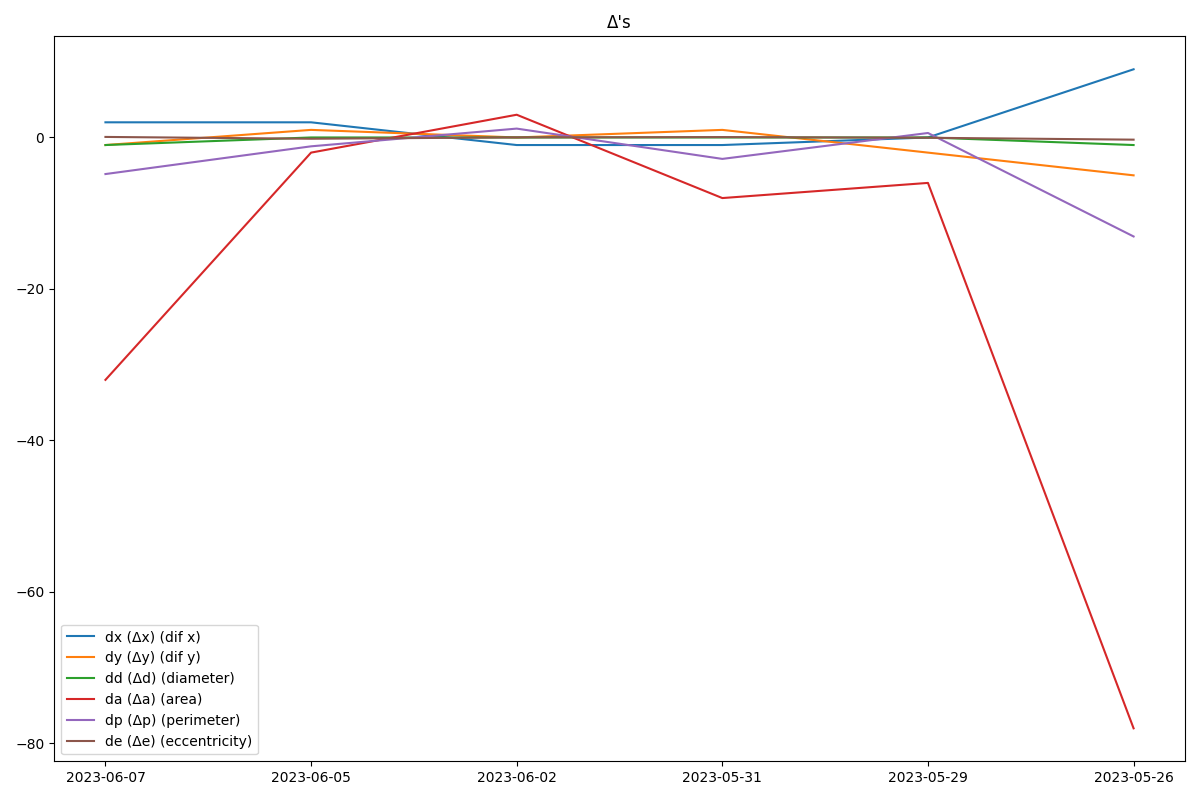 Δ's
0
−20
−40
−60
−80
dx (Δx) (dif x)
dy (Δy) (dif y)
dd (Δd) (diameter)
da (Δa) (area)
dp (Δp) (perimeter)
de (Δe) (eccentricity)
2023-06-07 2023-06-05 2023-06-02 2023-05-31 2023-05-29 2023-05-26